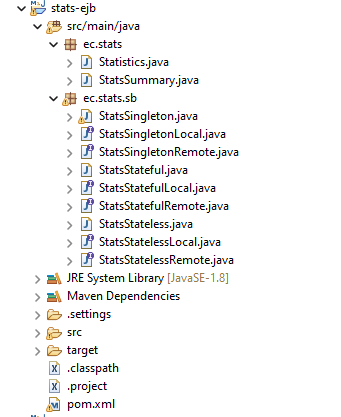 stats-ejb
src/main/java
ec.stats
Statistics.java
StatsSummary.java
ec.stats.sb
StatsSingleton.java
StatsSingletonLocal.java
StatsSingletonRemote.java
StatsStateful.java
StatsStatefulLocal.java
StatsStatefulRemote.java
StatsStateless.java
StatsStatelessLocal.java
StatsStatelessRemote.java
JRE System Library [JavaSE-1.8]
Maven Dependencies
.settings
src
target
.classpath
.project
pom.xml